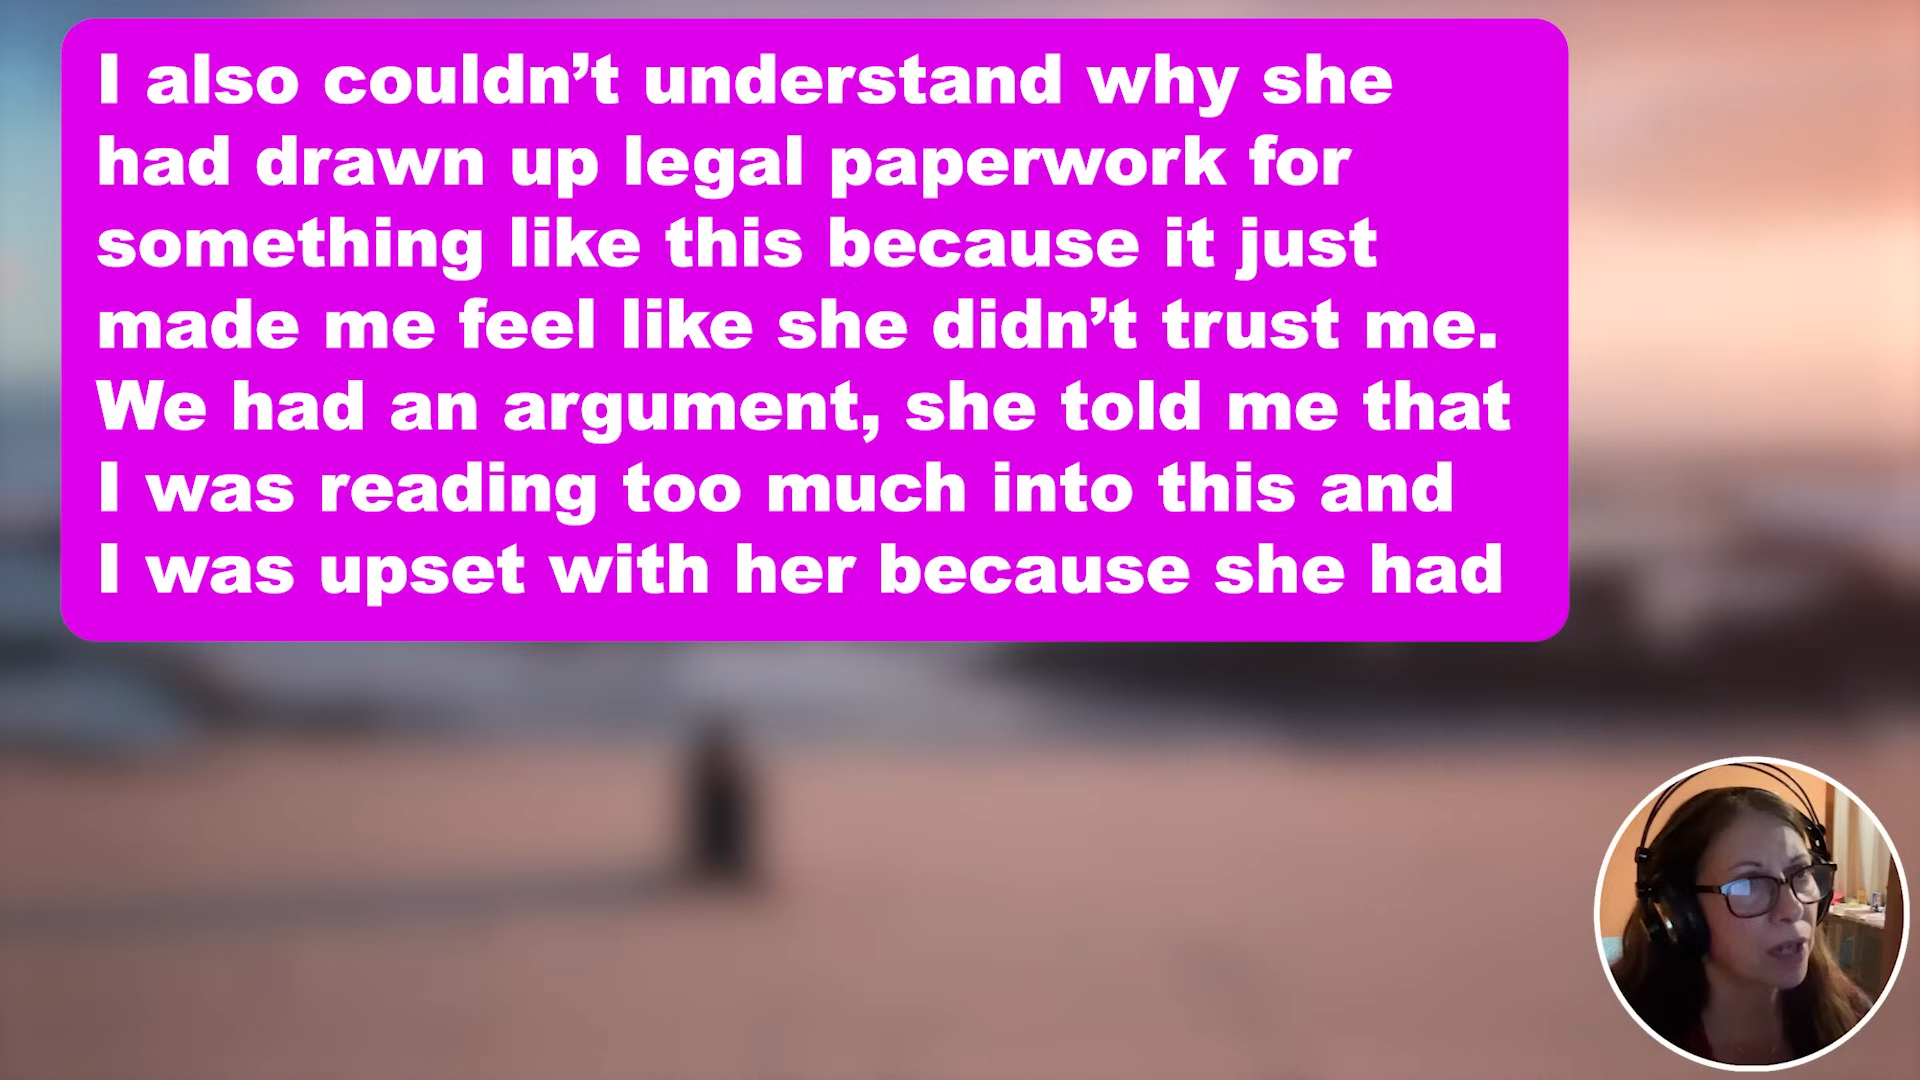 I also couldn’t understand why she
had drawn up legal paperwork for
something like this because it just
made me feel like she didn’t trust me.
We had an argument, she told me that
I was reading too much into this and
I was upset with her because she had